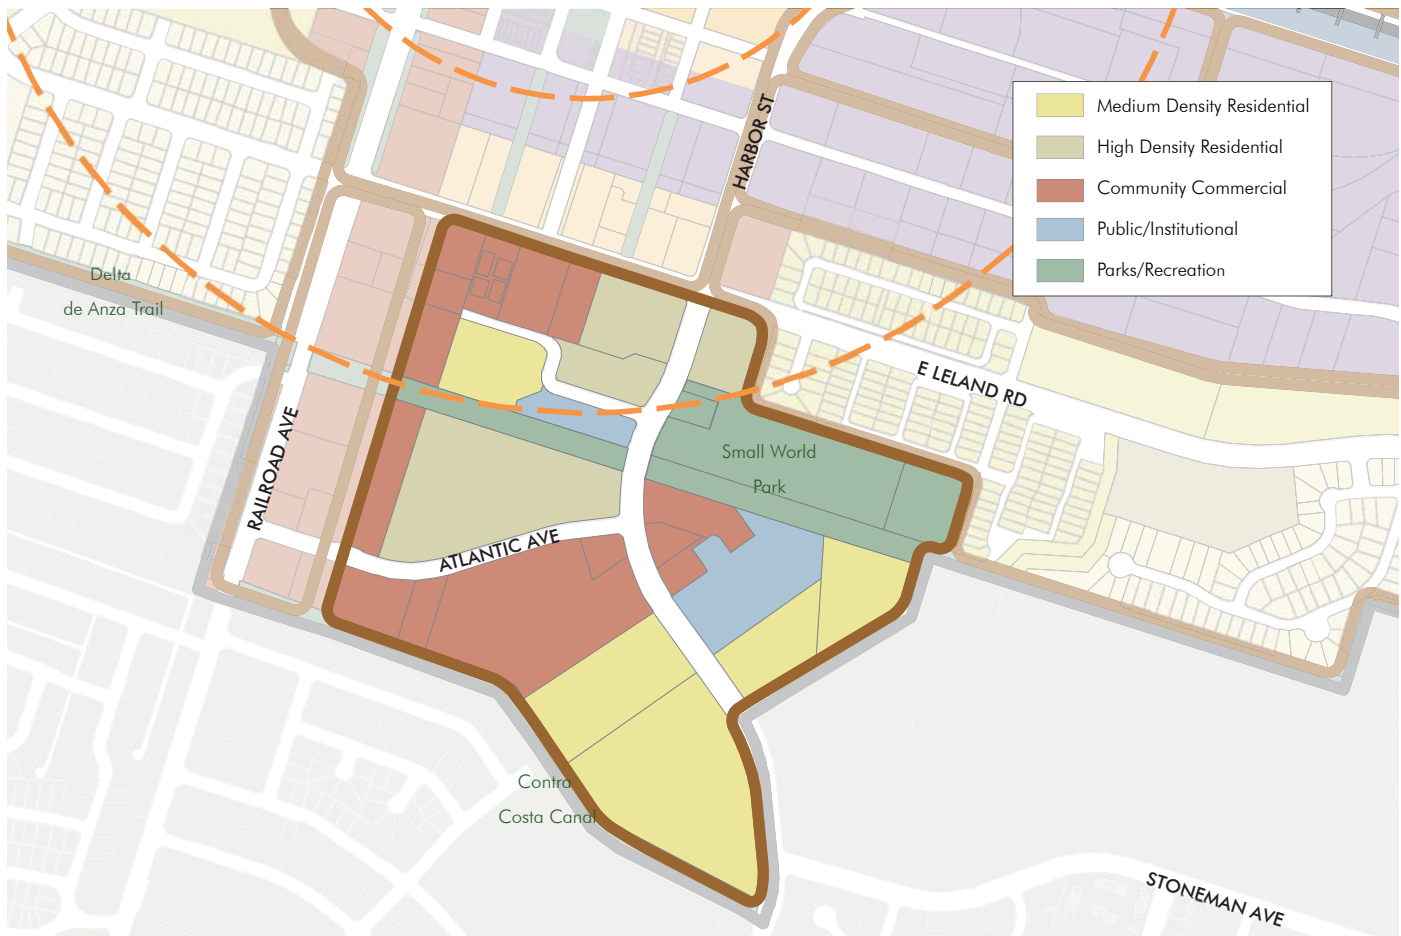 HARBOR ST
Medium Density Residential
High Density Residential
Community Commercial
Public/Institutional
Parks/Recreation
Delta
de Anza Trail
E LELAND RD
RAILROAD AVE
Small World
Park
ATLANTIC AVE
Contra
Costa Canal
STONEMAN AVE